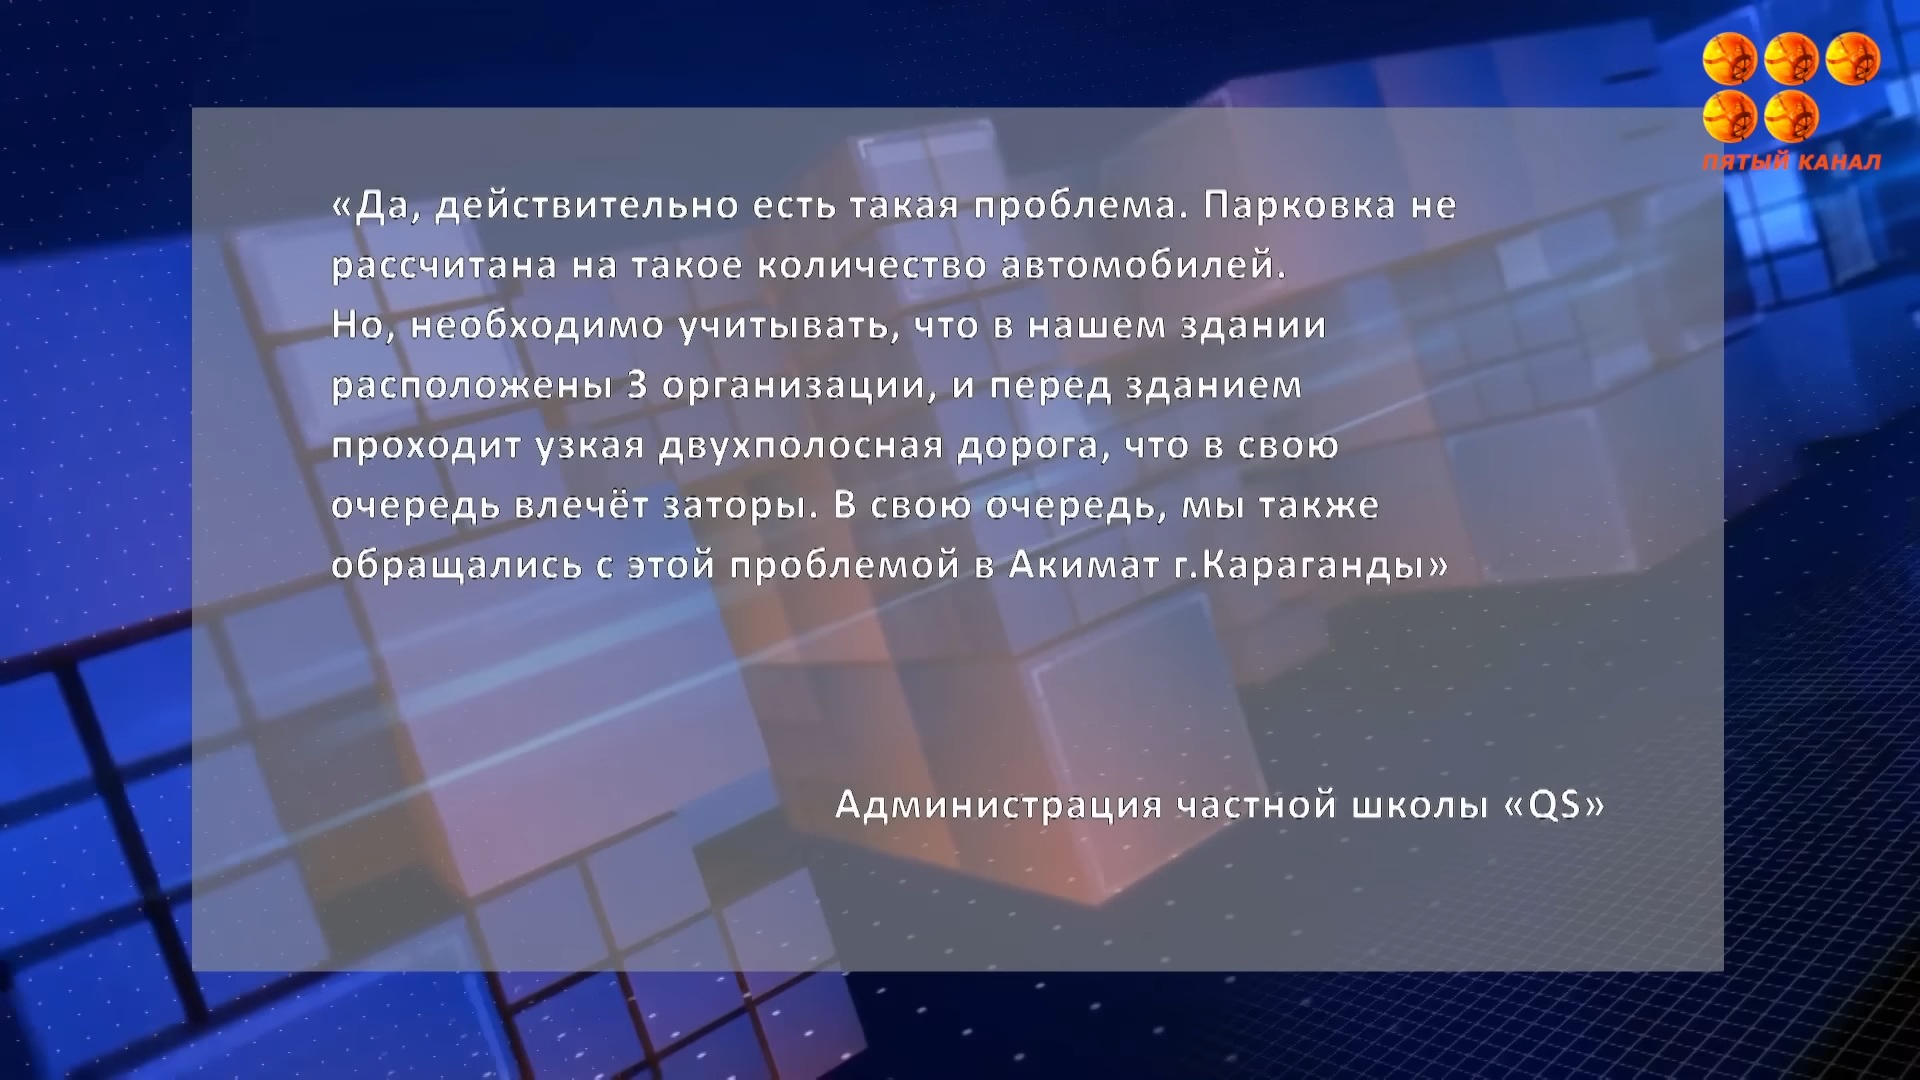 ПЯТЫЙ КАНАЛ
«Да, действительно есть такая проблема. Парковка не
рассчитана на такое количество автомобилей.
Но, необходимо учитывать, что в нашем здании
расположены 3 организации, и перед зданием
проходит узкая двухполосная дорога, что в свою
очередь влечёт заторы. В свою очередь, мы также
обращались с этой проблемой в Акимат г.Караганды»
Администрация частной школы «QS»